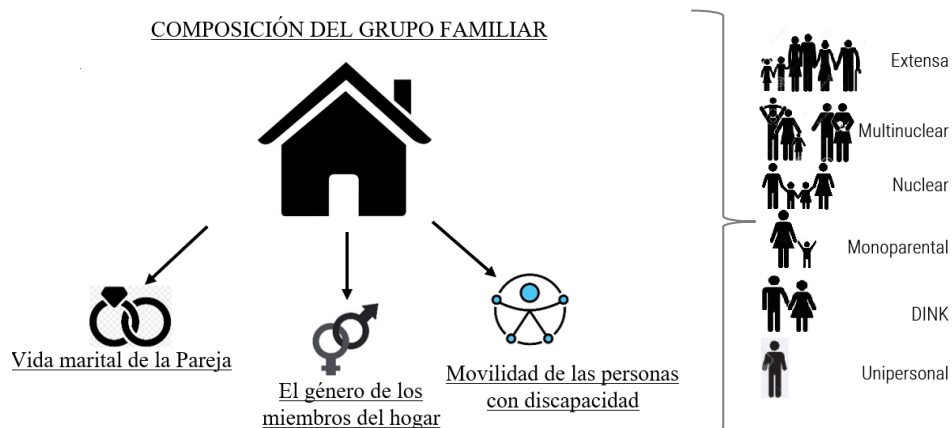 COMPOSICIÓN DEL GRUPO FAMILIAR
Vida marital de la Pareja
El género de los
miembros del hogar
Movilidad de las personas
con discapacidad
Extensa
Multinuclear
Nuclear
Monoparental
DINK
Unipersonal